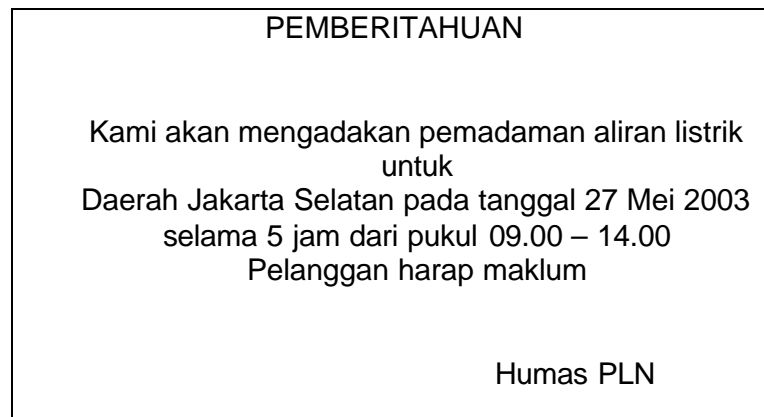 PEMBERITAHUAN
Kami akan mengadakan pemadaman aliran listrik
untuk
Daerah Jakarta Selatan pada tanggal 27 Mei 2003
selama 5 jam dari pukul 09.00 – 14.00
Pelanggan harap maklum
Humas PLN